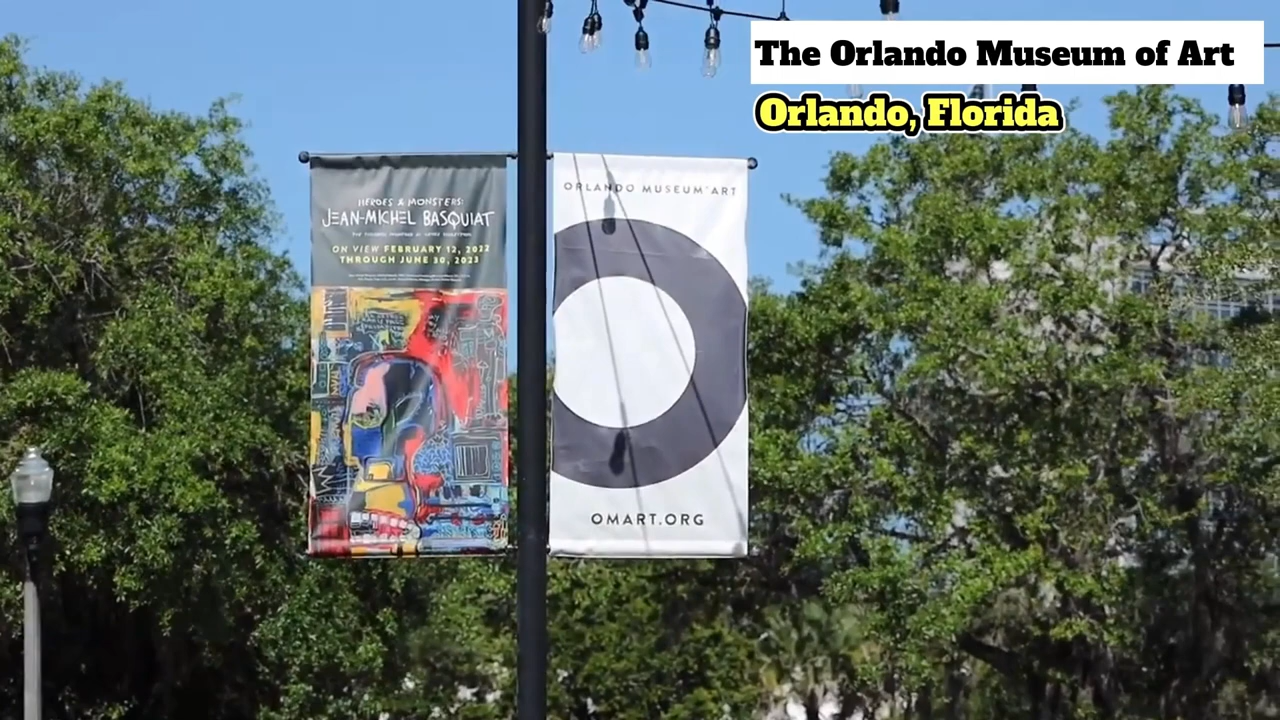 The Orlando Museum of Art
Orlando, Florida
HEROES & MONSTERS:
JEAN-MICHEL BASQUIAT
ON VIEW FEBRUARY 12, 2022
THROUGH JUNE 30, 2023
ORLANDO MUSEUM ART
OMART.ORG